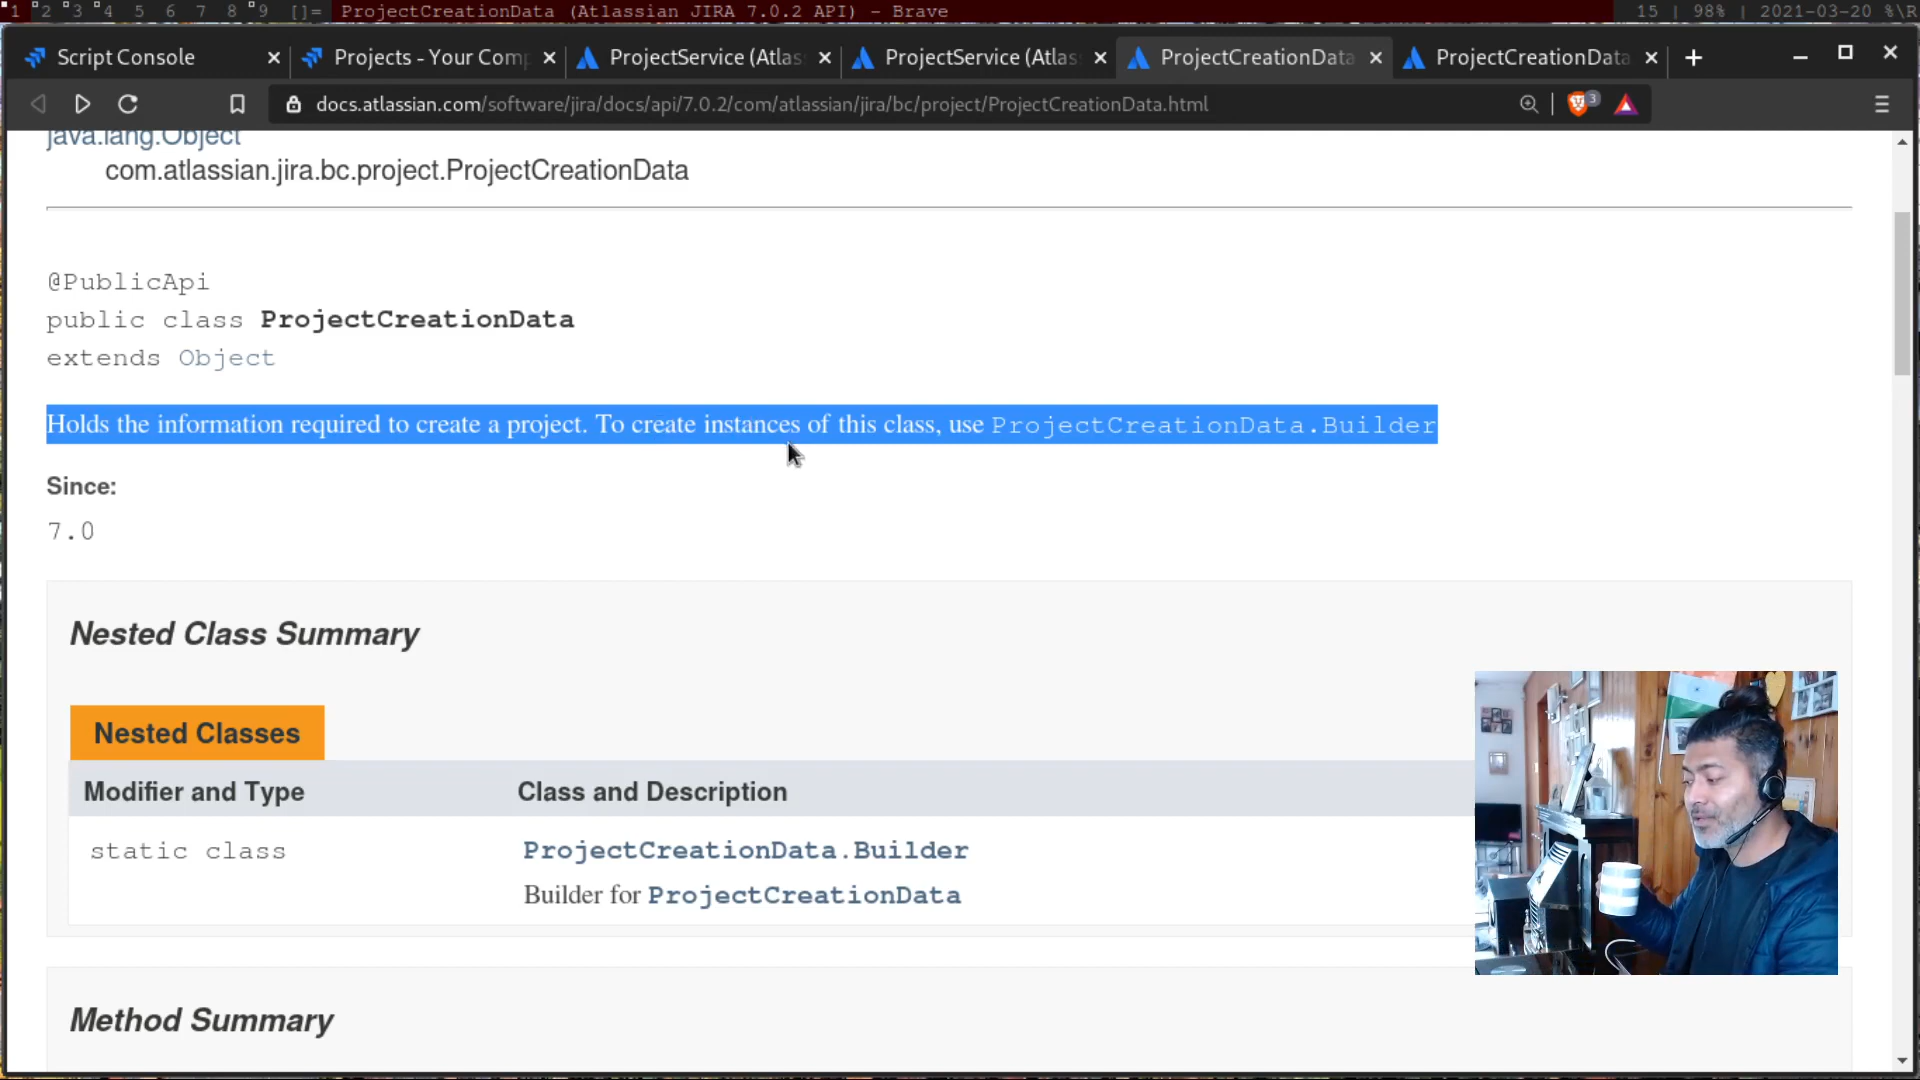 1 2 3 4 5 6 7 8 9 []= ProjectCreationData (Atlassian JIRA 7.0.2 API) - Brave 15 | 98% | 2021-03-20 %\R
Script Console Projects - Your Comp ProjectService (Atlas ProjectService (Atlas ProjectCreationData ProjectCreationData
docs.atlassian.com/software/jira/docs/api/7.0.2/com/atlassian/jira/bc/project/ProjectCreationData.html 3
java.lang.Object
com.atlassian.jira.bc.project.ProjectCreationData
@PublicApi
public class ProjectCreationData
extends Object
Holds the information required to create a project. To create instances of this class, use ProjectCreationData.Builder
Since:
7.0
Nested Class Summary
Nested Classes
Modifier and Type Class and Description
static class ProjectCreationData.Builder
Builder for ProjectCreationData
Method Summary